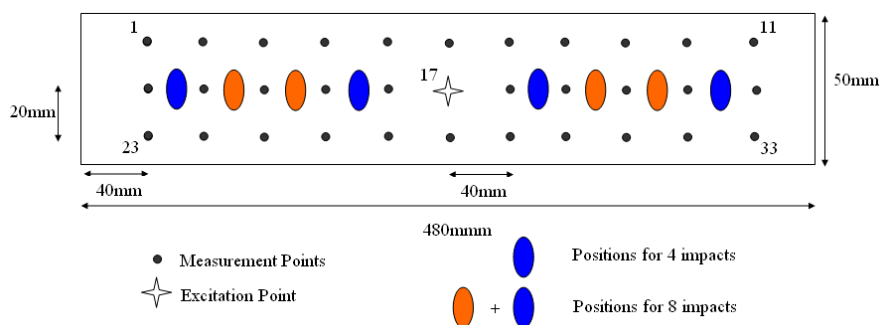 1
11
17
20mm
50mm
23
33
40mm
40mm
480mmm
Measurement Points
Positions for 4 impacts
Excitation Point
+
Positions for 8 impacts